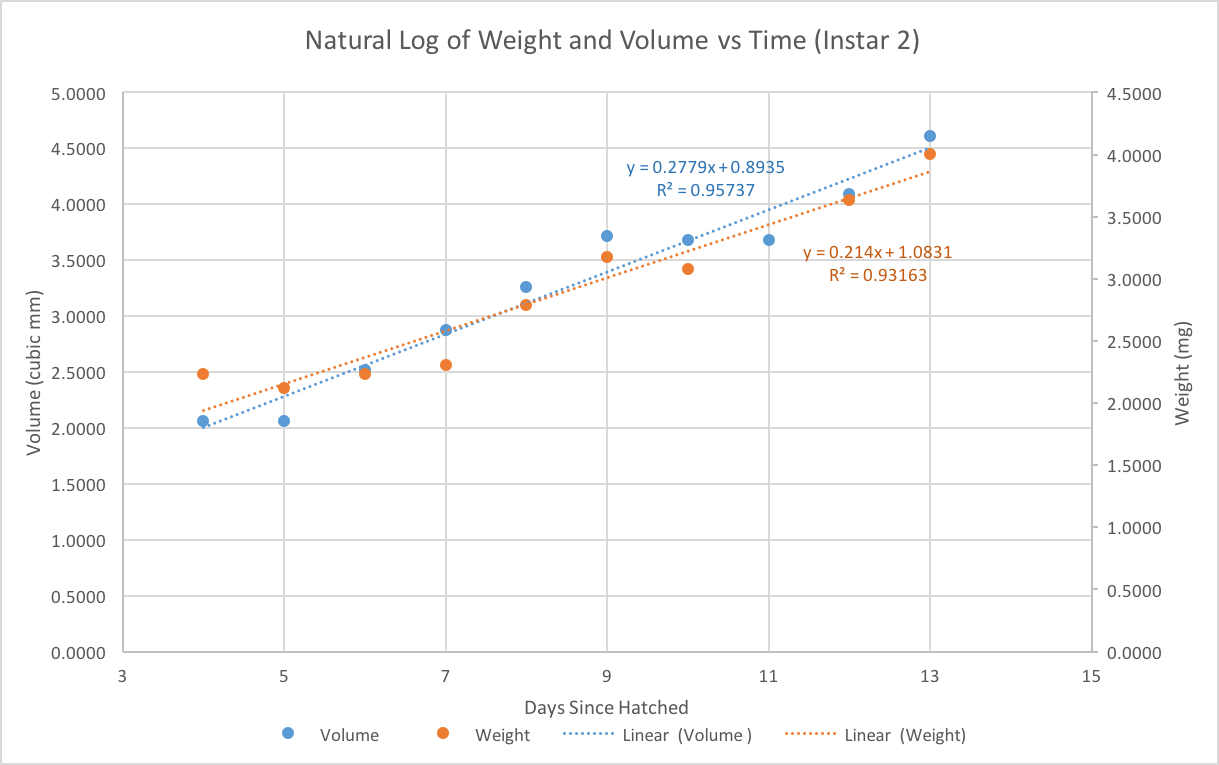 Natural Log of Weight and Volume vs Time (Instar 2)
5.0000
4.5000
4.0000
3.5000
3.0000
2.5000
2.0000
1.5000
1.0000
0.5000
0.0000
Volume (cubic mm)
y = 0.2779x + 0.8935
R² = 0.95737
y = 0.214x + 1.0831
R² = 0.93163
4.5000
4.0000
3.5000
3.0000
2.5000
2.0000
1.5000
1.0000
0.5000
0.0000
Weight (mg)
3 5 7 9 11 13 15
Days Since Hatched
Volume Weight Linear (Volume ) Linear (Weight)